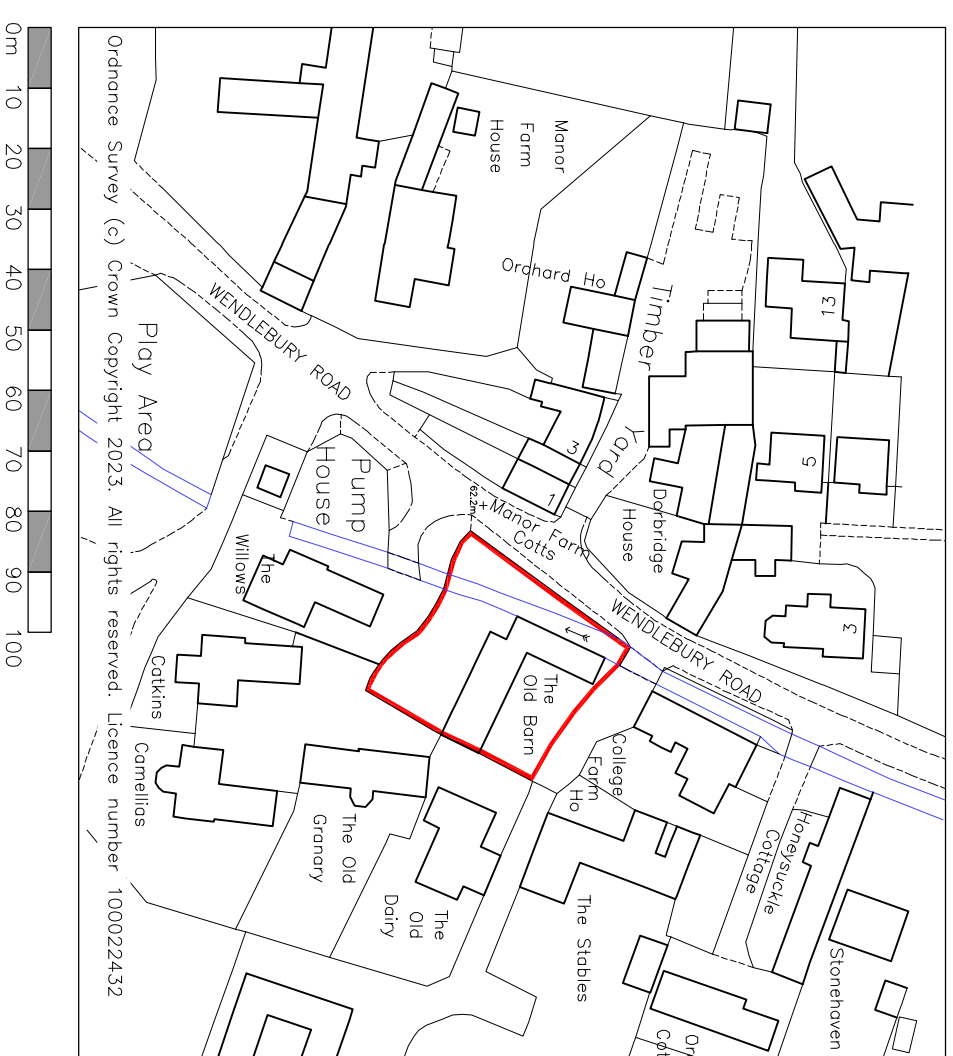 Manor
Farm
House
Orchard Ho
Timber
Yard
13
5
3
3
1
Dorbridge
House
WENDLEBURY ROAD
WENDLEBURY ROAD
62.2m
Manor Farm
Cotts
Pump
House
Play Area
The
Willows
Catkins
Camellias
The
Old Barn
College
Farm
Ho
Honeysuckle
Cottage
Stonehaven
The Stables
The Old
Granary
The
Old
Dairy
Or
Cot
Ordnance Survey (c) Crown Copyright 2023. All rights reserved. Licence number 100022432
0m 10 20 30 40 50 60 70 80 90 100